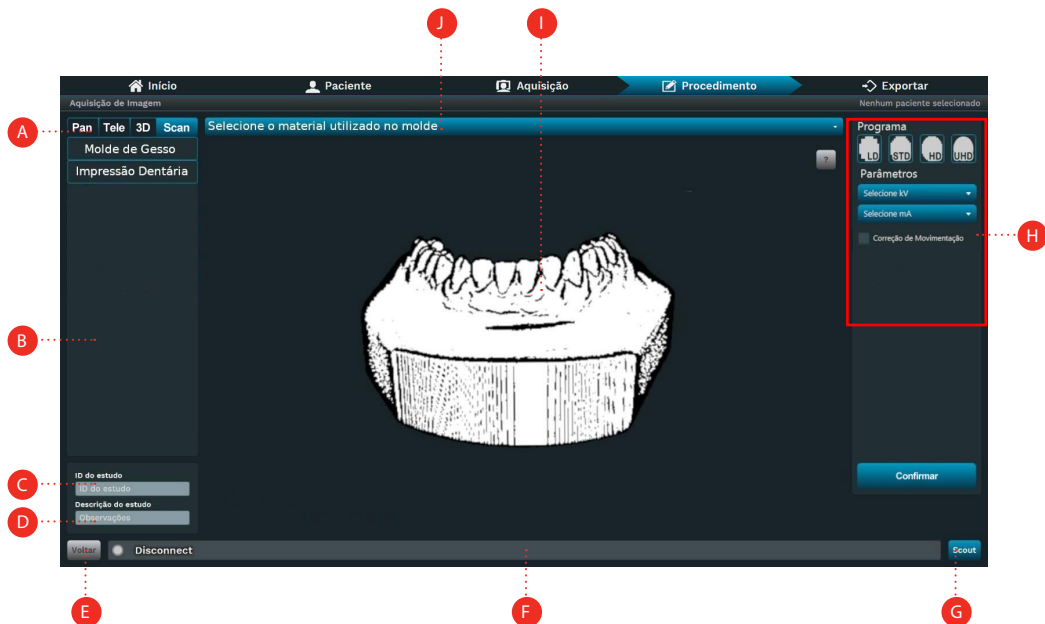 J
I
Início
Paciente
Aquisição
Procedimento
Exportar
Aquisição de Imagem
Nenhum paciente selecionado
A
Pan Tele 3D Scan
Selecione o material utilizado no molde
Programa
Molde de Gesso
Impressão Dentária
?
LD STD HD UHD
Parâmetros
Selecione kV
Selecione mA
Correção de Movimentação
H
B
C
ID do estudo
ID do estudo
Confirmar
D
Descrição do estudo
Observações
Voltar
Disconnect
Scout
E
F
G